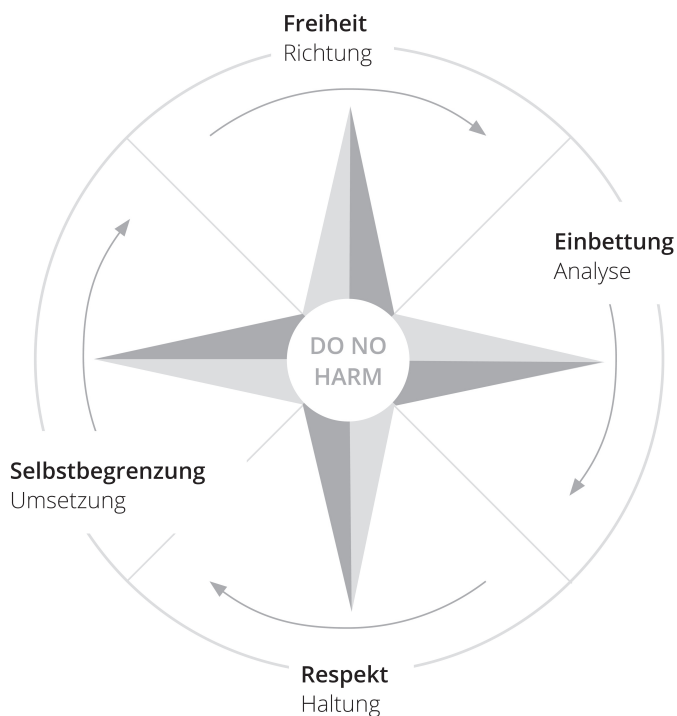 Freiheit
Richtung
Einbettung
Analyse
DO NO
HARM
Selbstbegrenzung
Umsetzung
Respekt
Haltung